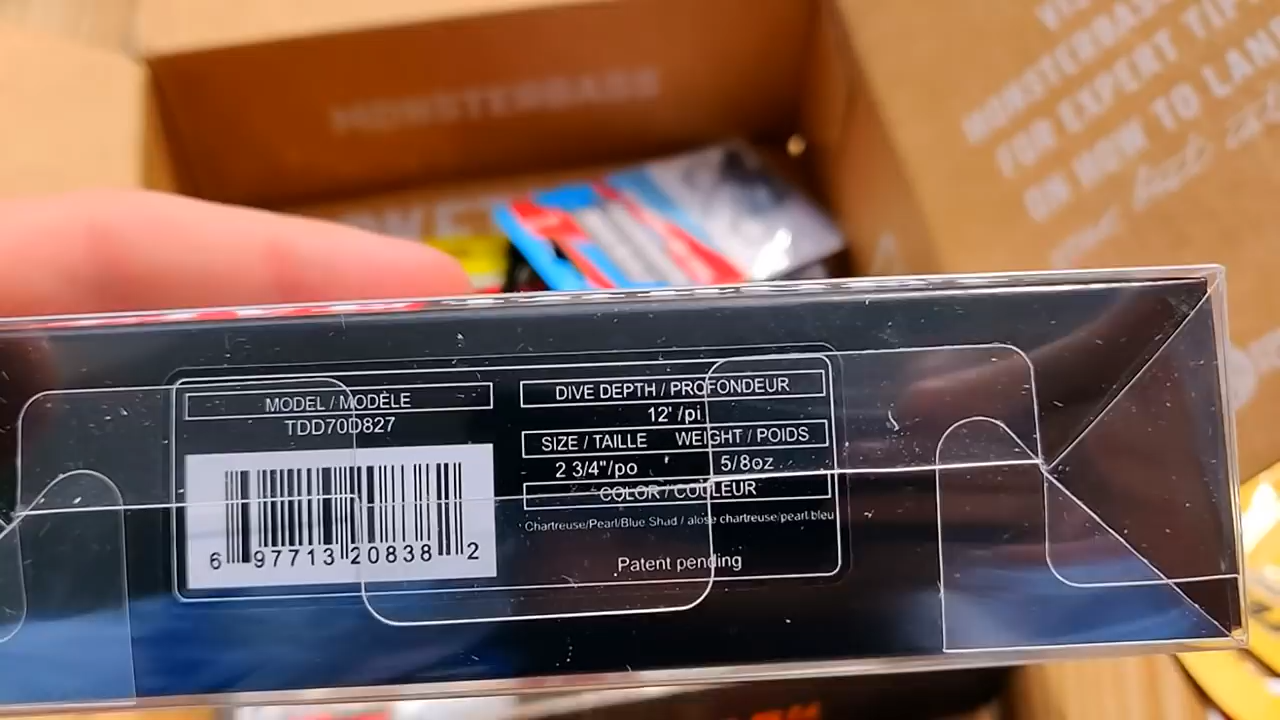 MONSTERBASS
MONSTERBASS
FOR EXPERT TIPS
ON HOW TO LAND
MODEL / MODÈLE
TDD70D827
6 97713 20838 2
DIVE DEPTH / PROFONDEUR
12' /pi
SIZE / TAILLE WEIGHT / POIDS
2 3/4"/po 5/8oz
COLOR / COULEUR
Chartreuse/Pearl/Blue Shad / alose chartreuse/pearl/bleu
Patent pending